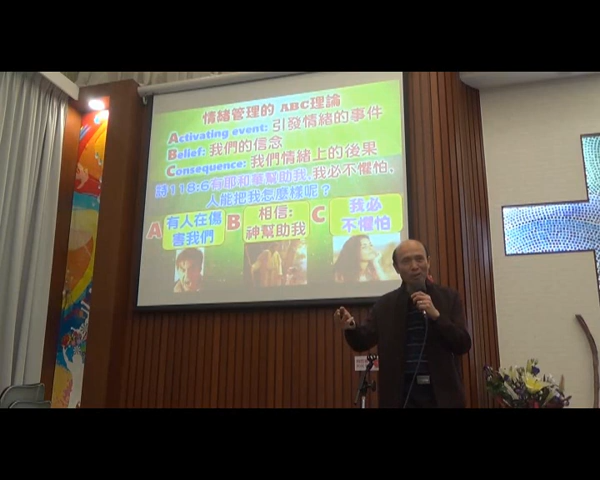 情緒管理的 ABC理論
Activating event: 引發情緒的事件
Belief: 我們的信念
Consequence: 我們情緒上的後果
詩118:6有耶和華幫助我,我必不懼怕,
人能把我怎麼樣呢？
A 有人在傷害我們
B 相信:神幫助我
C 我必不懼怕